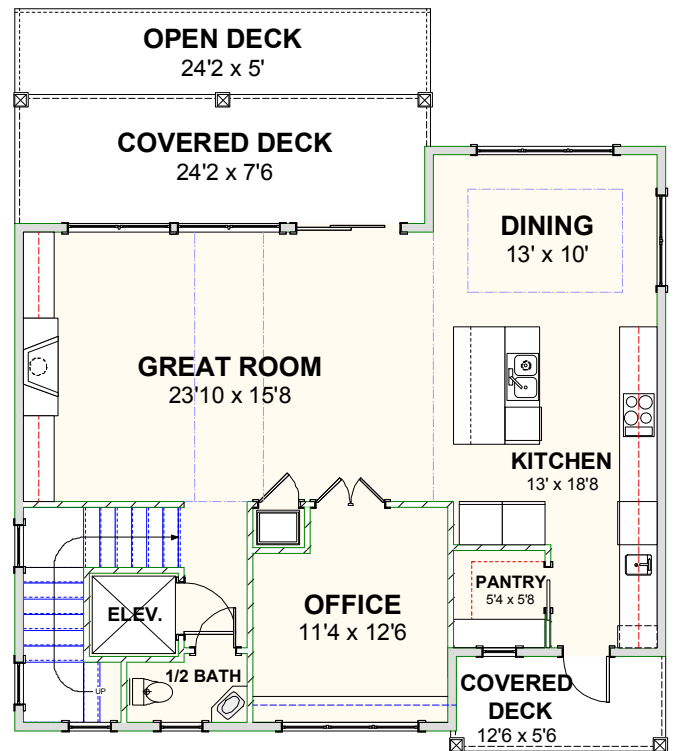 OPEN DECK
24'2 x 5'
COVERED DECK
24'2 x 7'6
DINING
13' x 10'
GREAT ROOM
23'10 x 15'8
KITCHEN
13' x 18'8
PANTRY
5'4 x 5'8
ELEV.
OFFICE
11'4 x 12'6
1/2 BATH
UP
COVERED
DECK
12'6 x 5'6